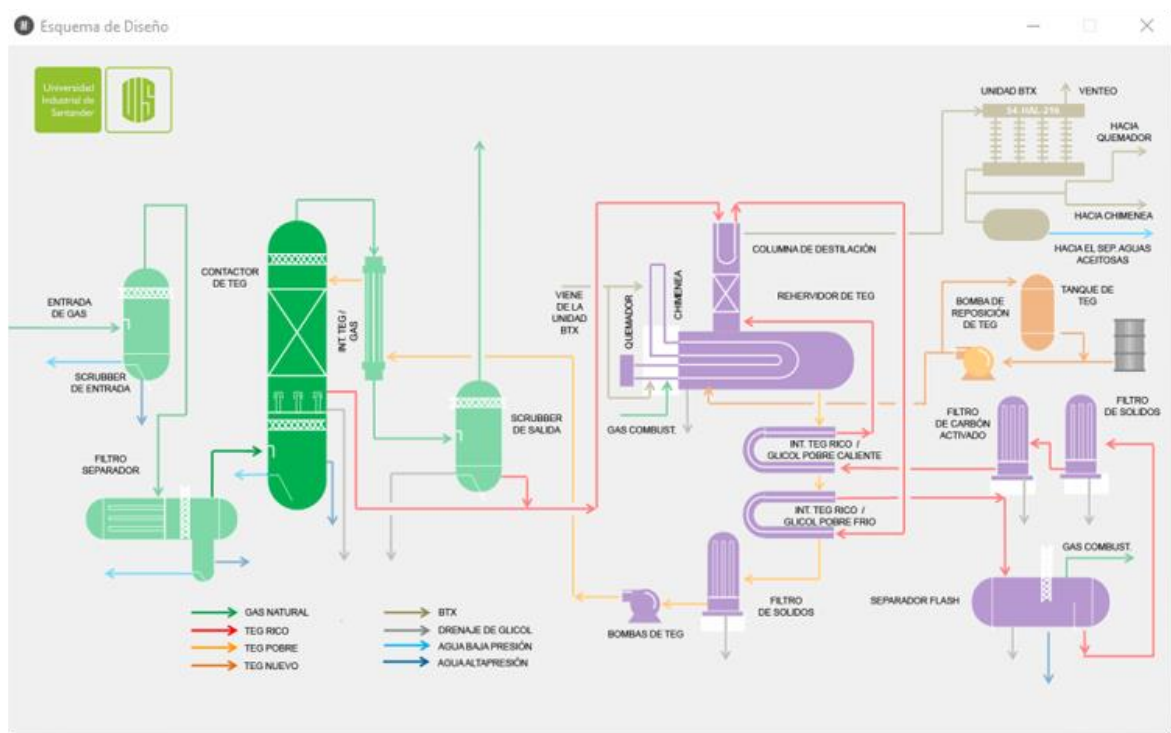 Esquema de Diseño
Universidad
Industrial de
Santander
UNIDAD BTX
VENTEO
HACIA
QUEMADOR
HACIA CHIMENEA
HACIA EL SEP. AGUAS
ACEITOSAS
ENTRADA
DE GAS
SCRUBBER
DE ENTRADA
FILTRO
SEPARADOR
CONTACTOR
DE TEG
INT. TEG /
GAS
SCRUBBER
DE SALIDA
VIENE
DE LA
UNIDAD
BTX
QUEMADOR
CHIMENEA
GAS COMBUST.
COLUMNA DE DESTILACIÓN
REHERVIDOR DE TEG
BOMBA DE
REPOSICIÓN
DE TEG
TANQUE DE
TEG
FILTRO
DE CARBÓN
ACTIVADO
FILTRO
DE SOLIDOS
INT. TEG RICO /
GLICOL POBRE CALIENTE
INT. TEG RICO /
GLICOL POBRE FRIO
GAS COMBUST.
SEPARADOR FLASH
FILTRO
DE SOLIDOS
BOMBAS DE TEG
GAS NATURAL
TEG RICO
TEG POBRE
TEG NUEVO
BTX
DRENAJE DE GLICOL
AGUA BAJA PRESIÓN
AGUA ALTAPRESIÓN